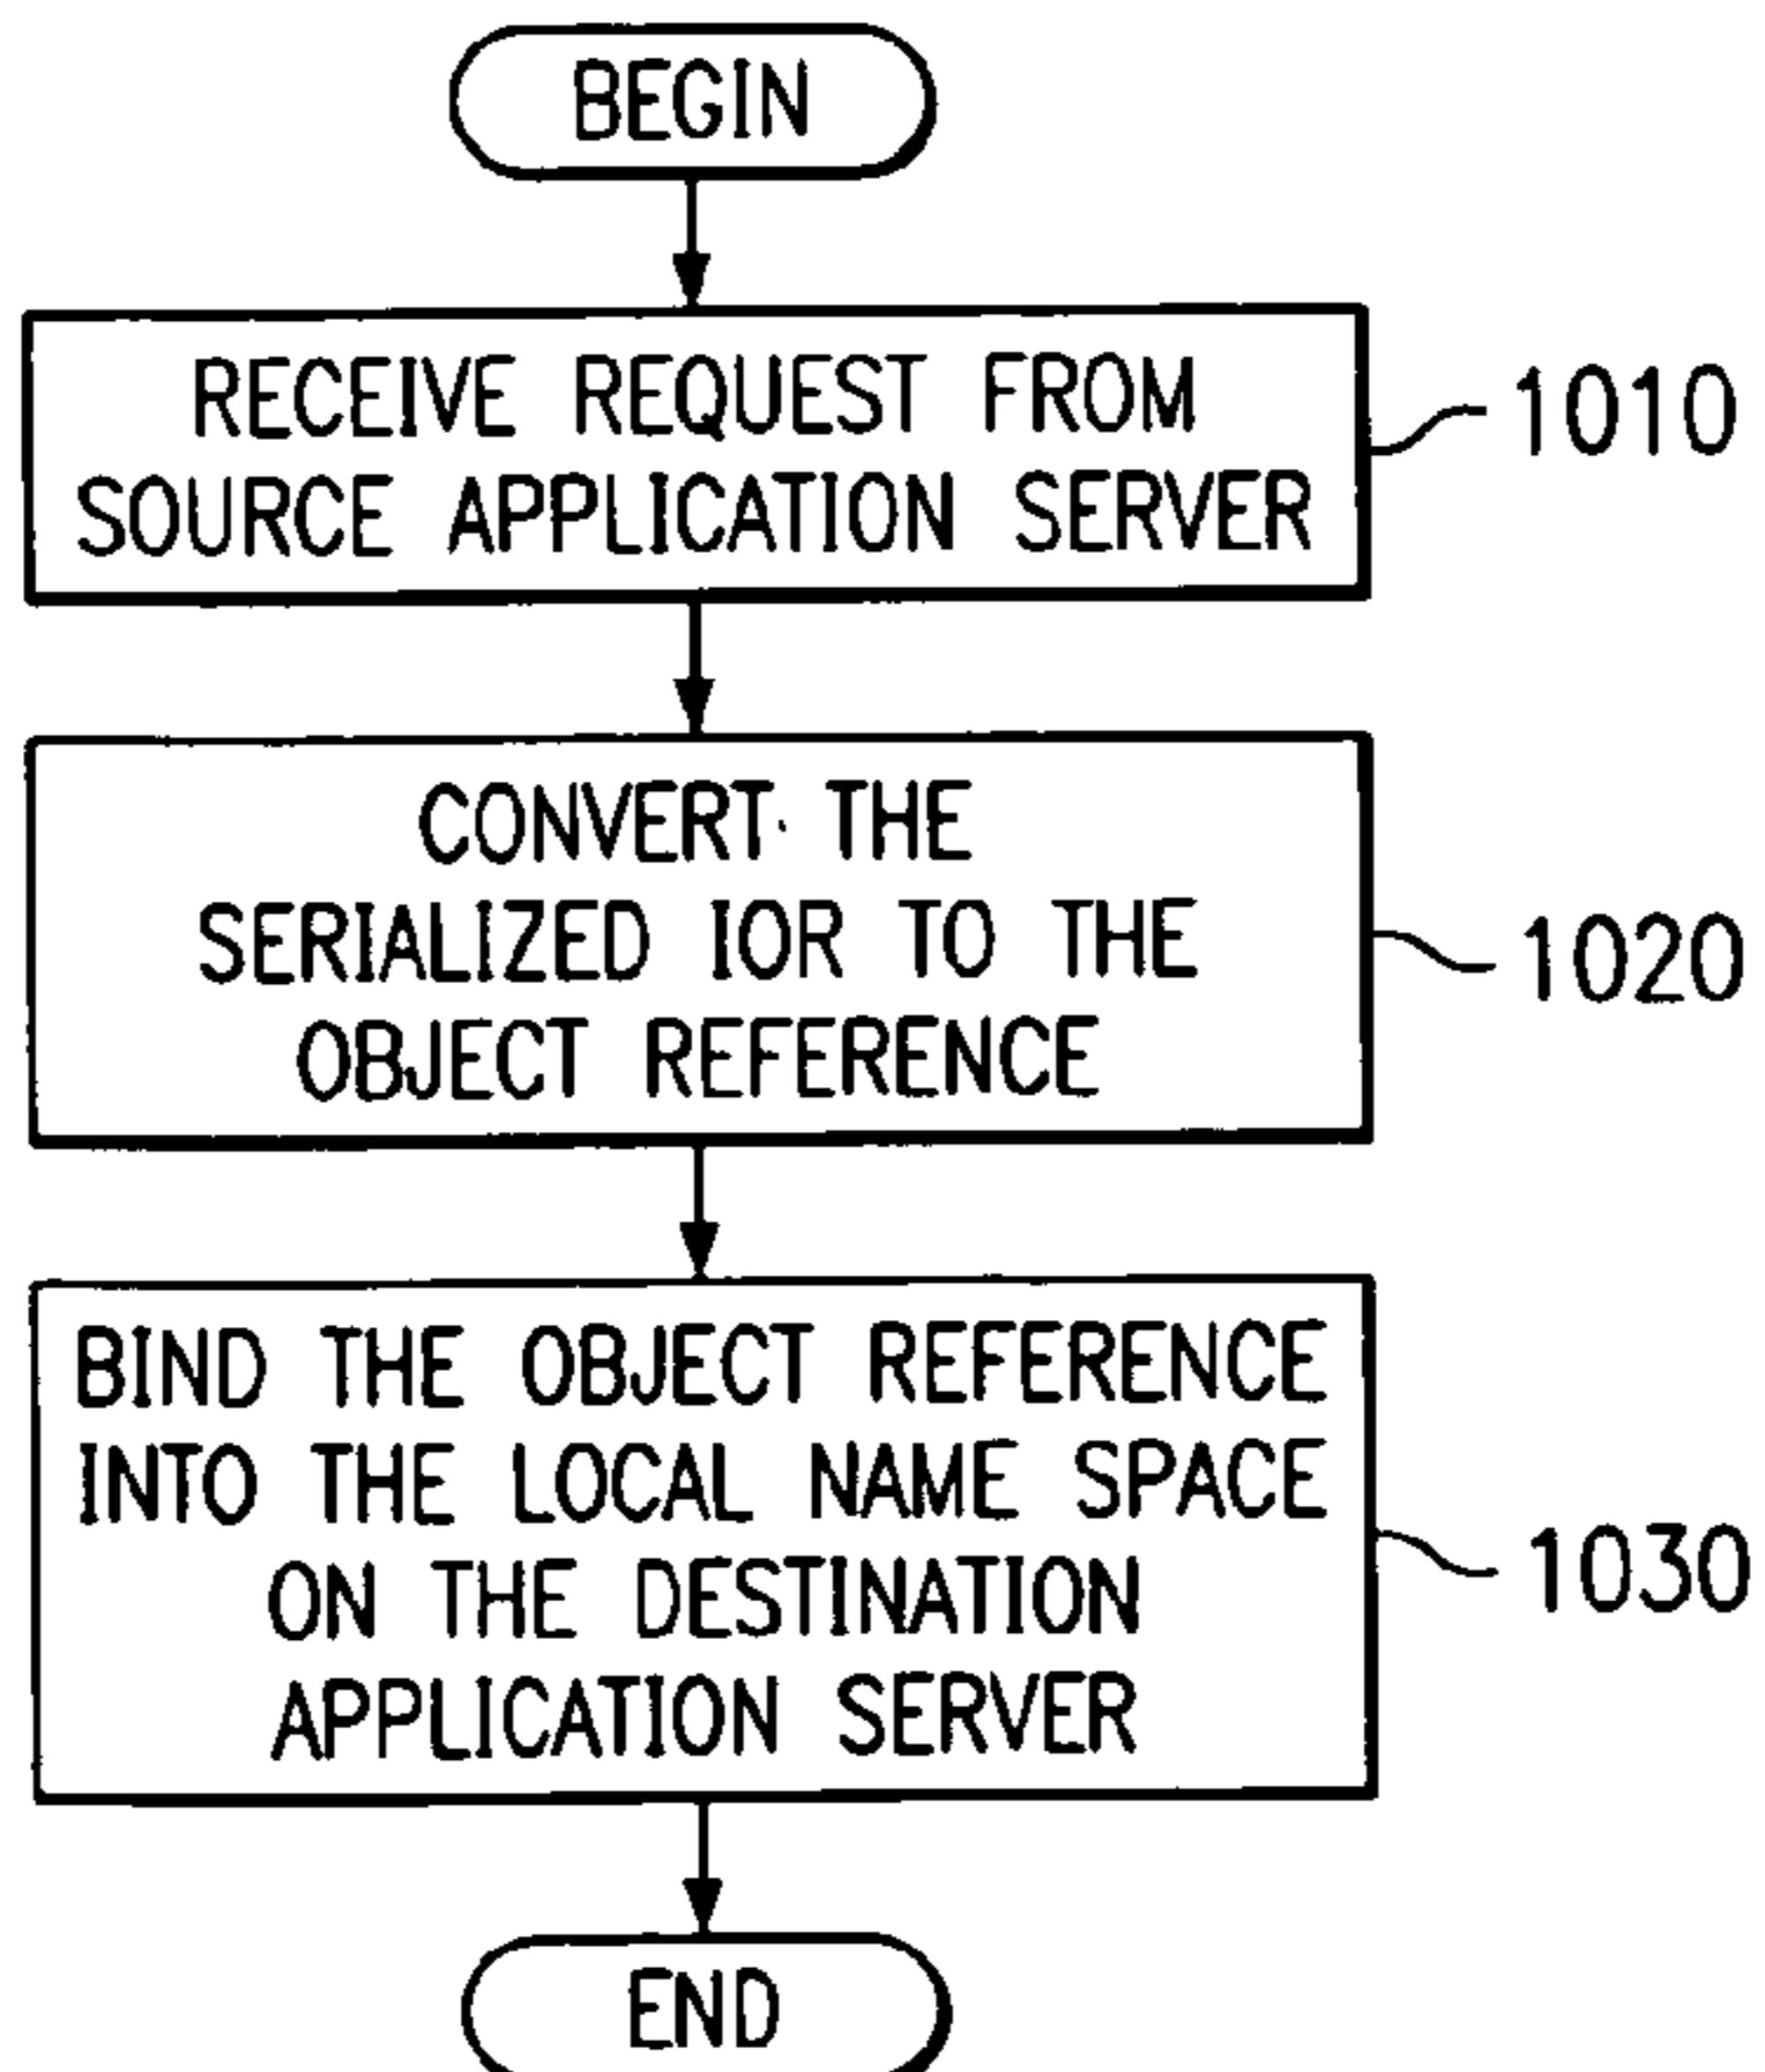 BEGIN
RECEIVE REQUEST FROM
SOURCE APPLICATION SERVER
1010
CONVERT THE
SERIALIZED IOR TO THE
OBJECT REFERENCE
1020
BIND THE OBJECT REFERENCE
INTO THE LOCAL NAME SPACE
ON THE DESTINATION
APPLICATION SERVER
1030
END